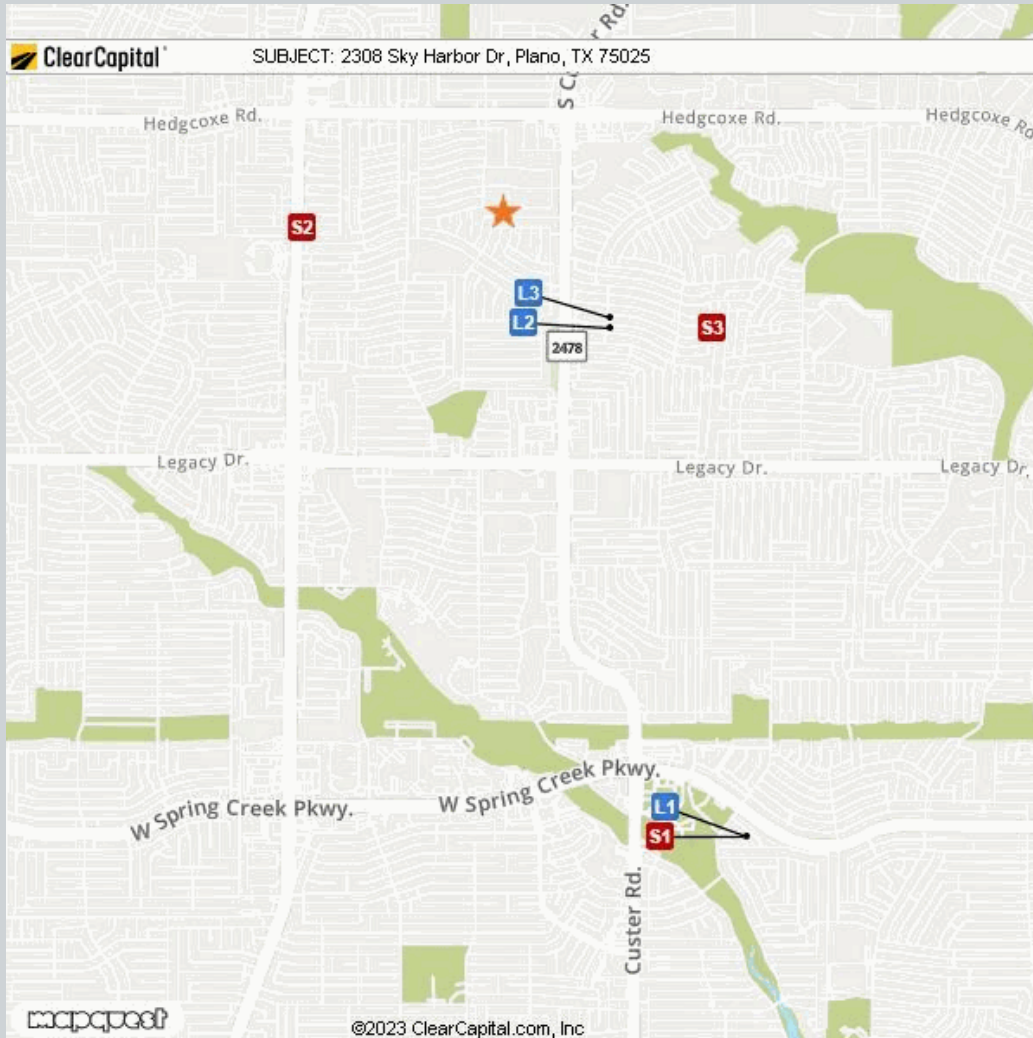 ClearCapital
SUBJECT: 2308 Sky Harbor Dr, Plano, TX 75025
Hedgcoxe Rd.
Hedgcoxe Rd.
Hedgcoxe Rd
S2
L3
L2
2478
S3
Legacy Dr.
Legacy Dr.
Legacy Dr.
W Spring Creek Pkwy.
W Spring Creek Pkwy.
L1
S1
Custer Rd.
mapquest
©2023 ClearCapital.com, Inc